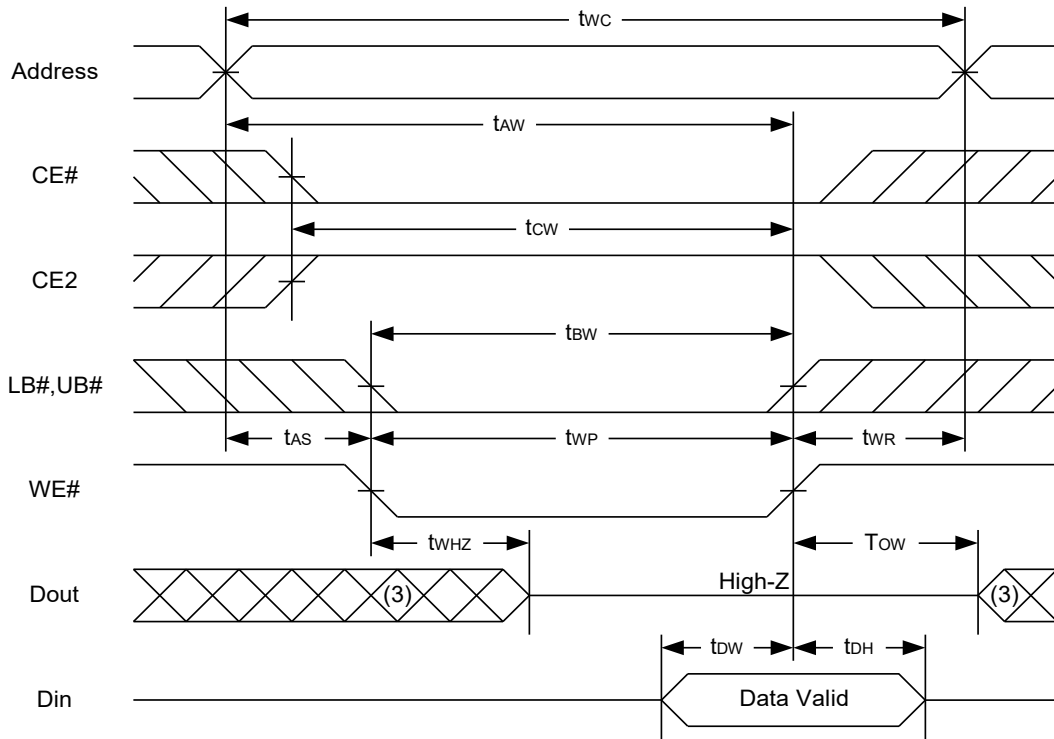 tWC
Address
tAW
CE#
tCW
CE2
tBW
LB#,UB#
tAS tWP tWR
WE#
tWHZ TOW
Dout (3) High-Z (3)
tDW tDH
Din Data Valid